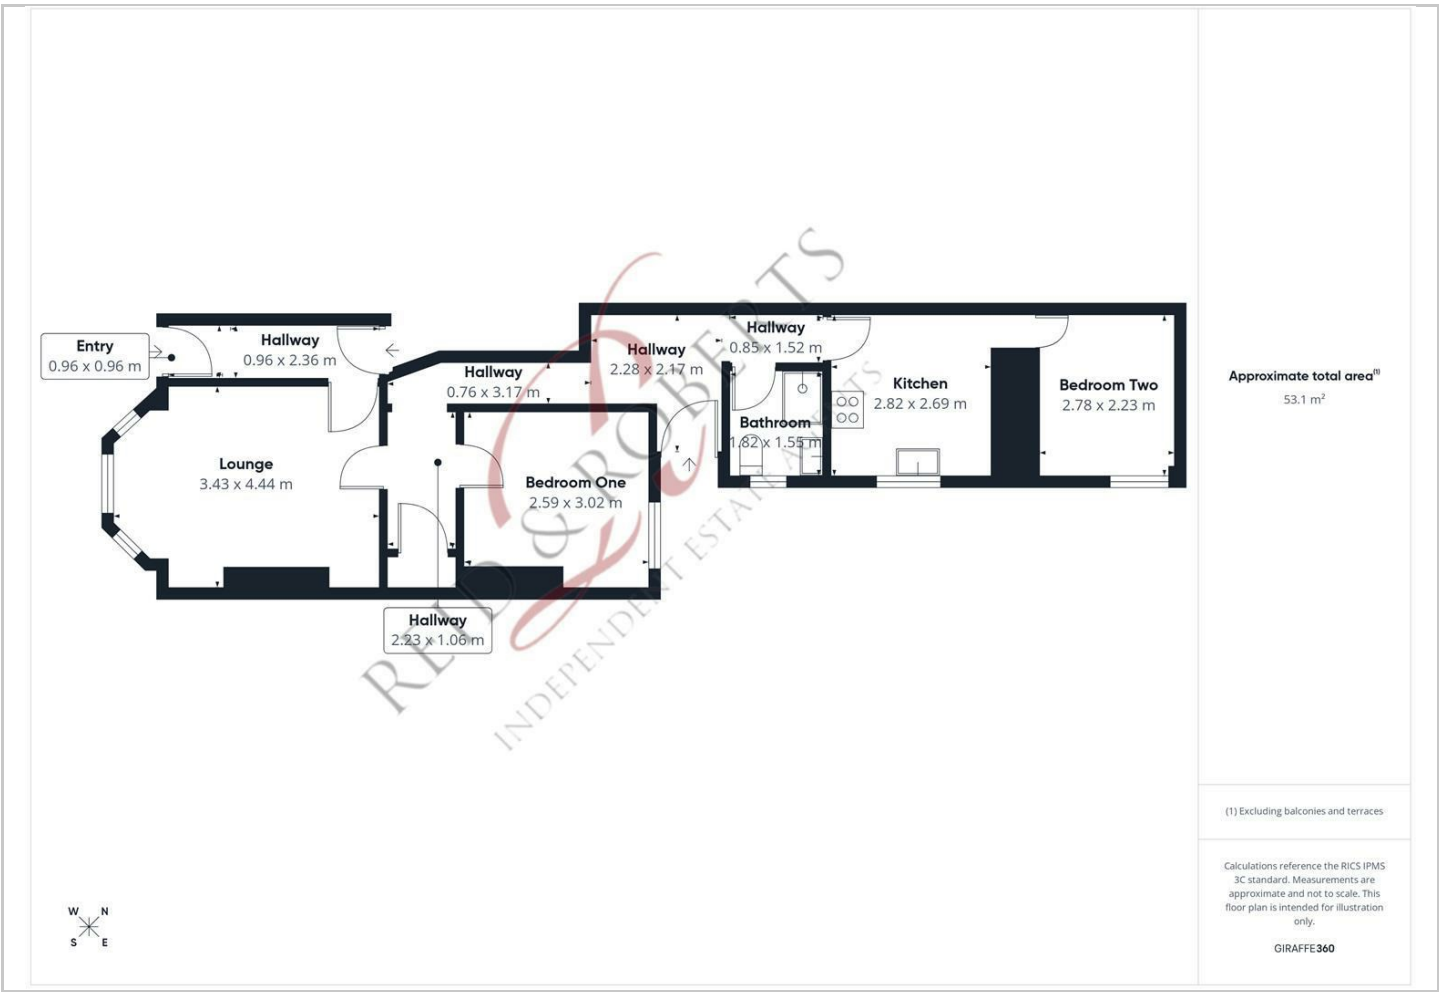 Entry
0.96 x 0.96 m
Hallway
0.96 x 2.36 m
Hallway
0.76 x 3.17 m
Hallway
2.28 x 2.17 m
Hallway
0.85 x 1.52 m
Kitchen
2.82 x 2.69 m
Bedroom Two
2.78 x 2.23 m
Bathroom
1.82 x 1.55 m
Lounge
3.43 x 4.44 m
Bedroom One
2.59 x 3.02 m
Hallway
2.23 x 1.06 m
REID & ROBERTS
INDEPENDENT ESTATE AGENTS
W N
S E
Approximate total area(1)
53.1 m²
(1) Excluding balconies and terraces
Calculations reference the RICS IPMS
3C standard. Measurements are
approximate and not to scale. This
floor plan is intended for illustration
only.
GIRAFFE360